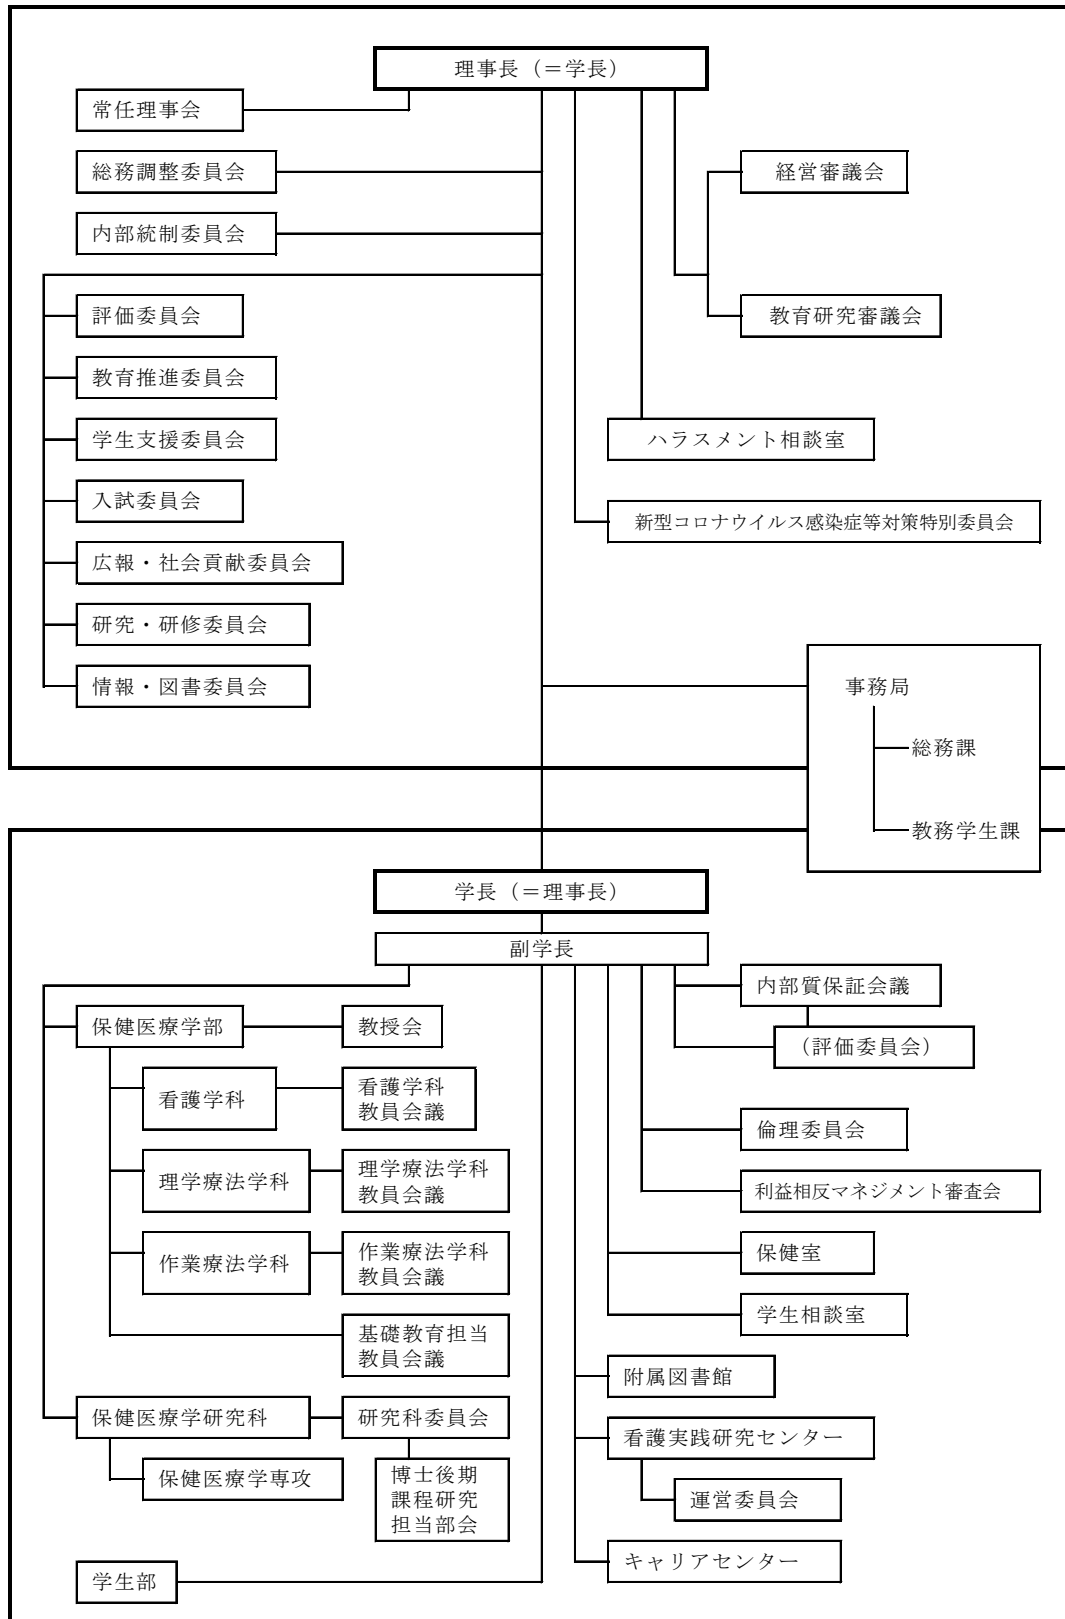 理事長（＝学長）
常任理事会
総務調整委員会
経営審議会
内部統制委員会
評価委員会
教育研究審議会
教育推進委員会
学生支援委員会
ハラスメント相談室
入試委員会
新型コロナウイルス感染症等対策特別委員会
広報・社会貢献委員会
研究・研修委員会
情報・図書委員会
事務局
総務課
教務学生課
学長（＝理事長）
副学長
内部質保証会議
（評価委員会）
保健医療学部
教授会
看護学科
看護学科
教員会議
倫理委員会
理学療法学科
理学療法学科
教員会議
利益相反マネジメント審査会
作業療法学科
作業療法学科
教員会議
保健室
学生相談室
基礎教育担当
教員会議
附属図書館
保健医療学研究科
研究科委員会
看護実践研究センター
保健医療学専攻
博士後期
課程研究
担当部会
運営委員会
キャリアセンター
学生部